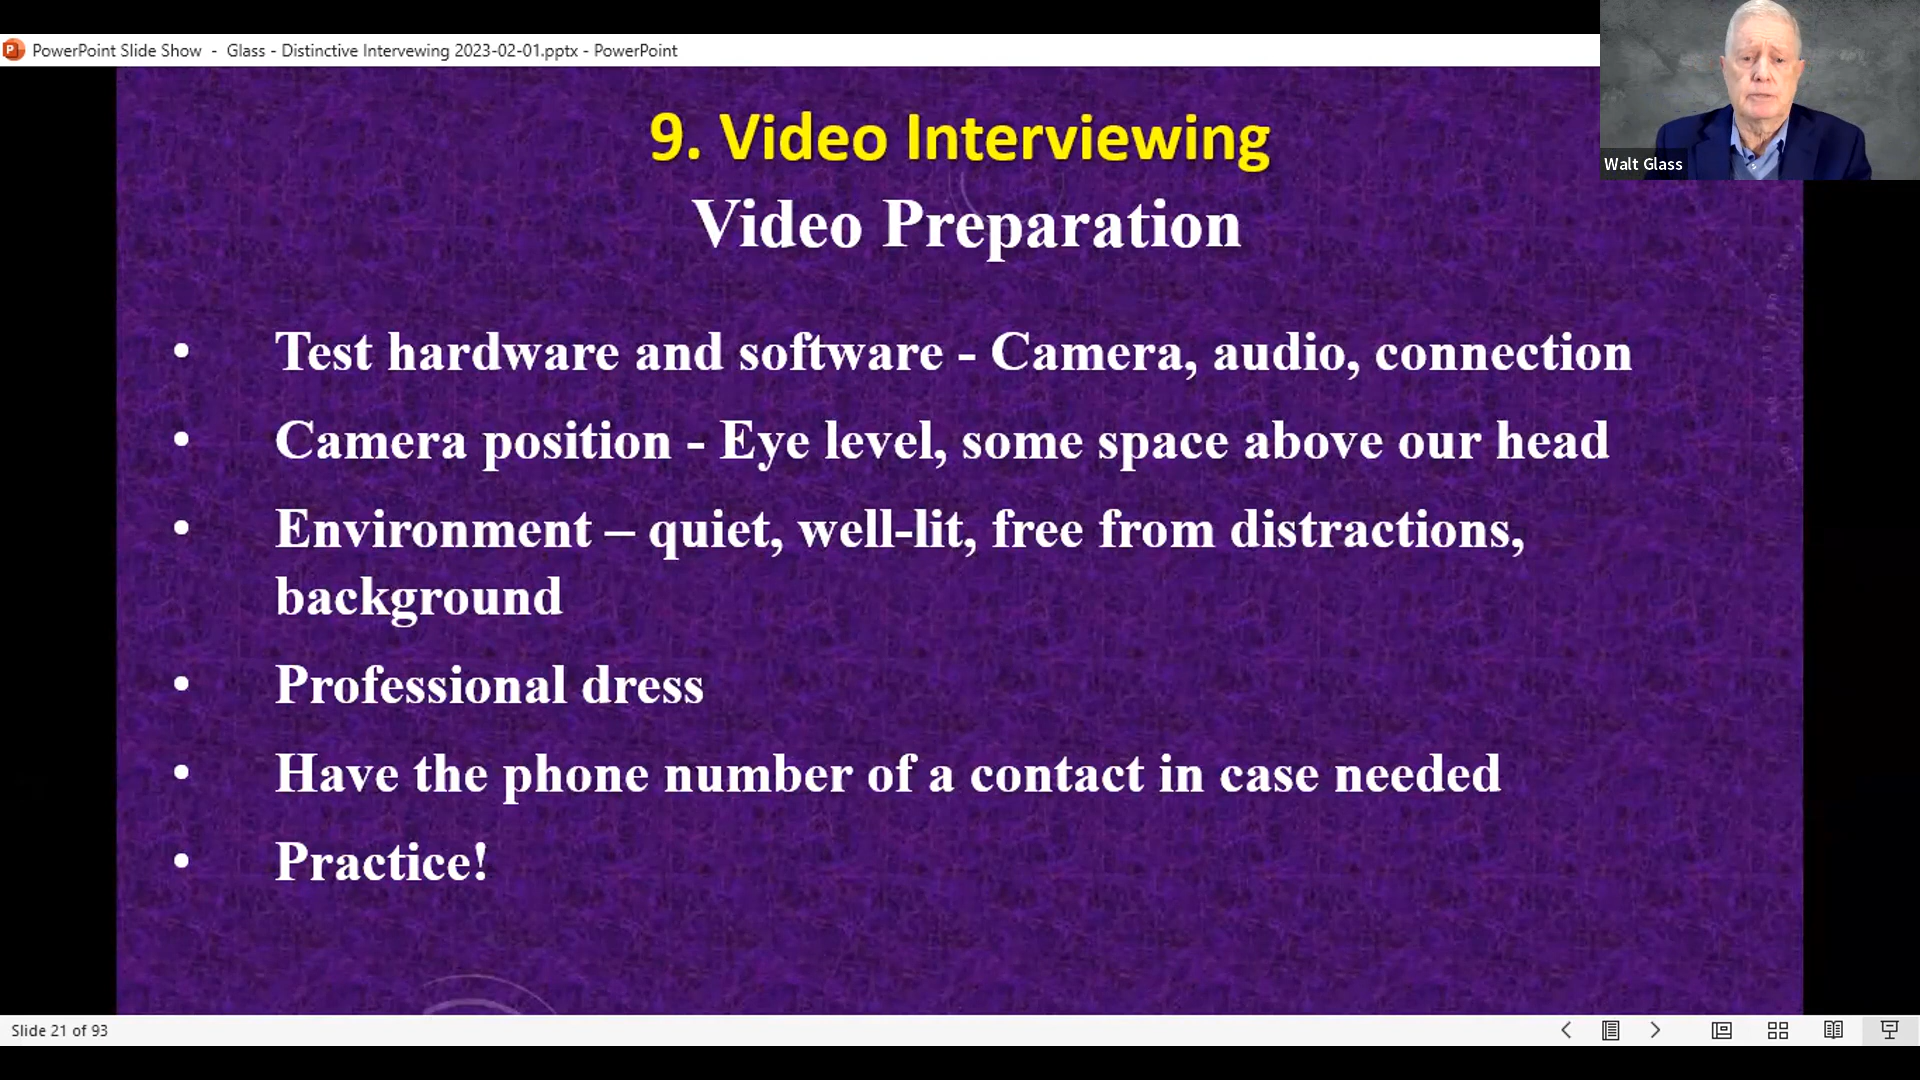 PowerPoint Slide Show - Glass - Distinctive Intervewing 2023-02-01.pptx - PowerPoint
Walt Glass
9. Video Interviewing
Video Preparation
• Test hardware and software - Camera, audio, connection
• Camera position - Eye level, some space above our head
• Environment – quiet, well-lit, free from distractions,
background
• Professional dress
• Have the phone number of a contact in case needed
• Practice!
Slide 21 of 93